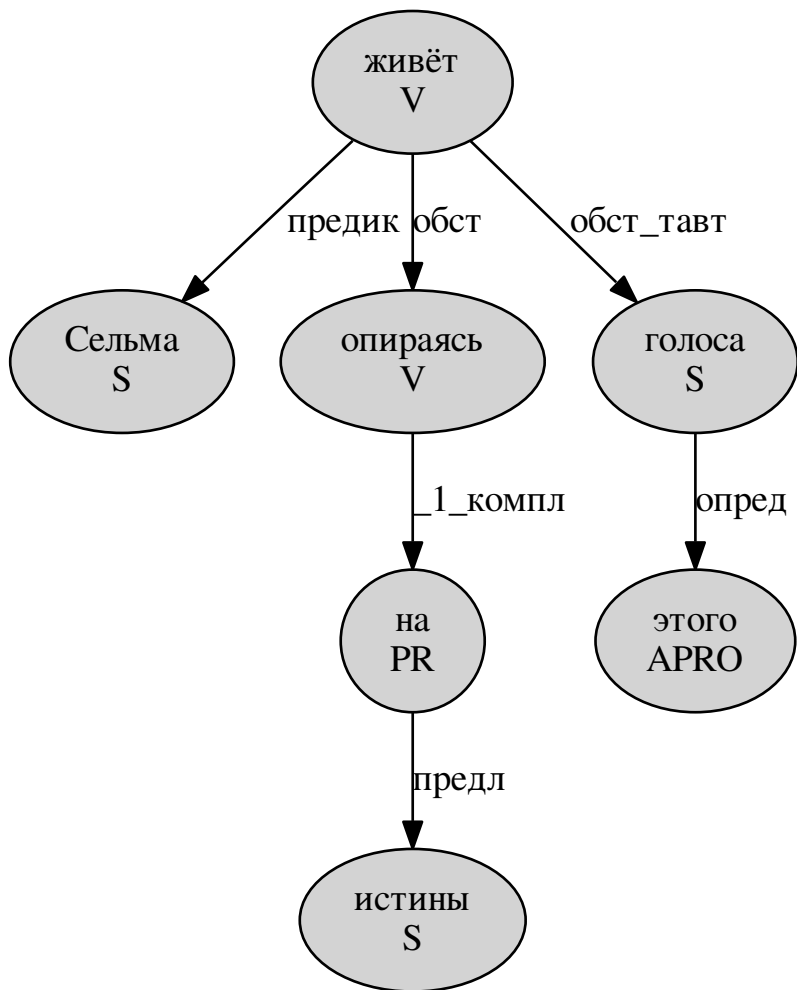 живёт
V
предик
обст
обст_тавт
Сельма
S
опираясь
V
голоса
S
_1_компл
опред
на
PR
этого
APRO
предл
истины
S